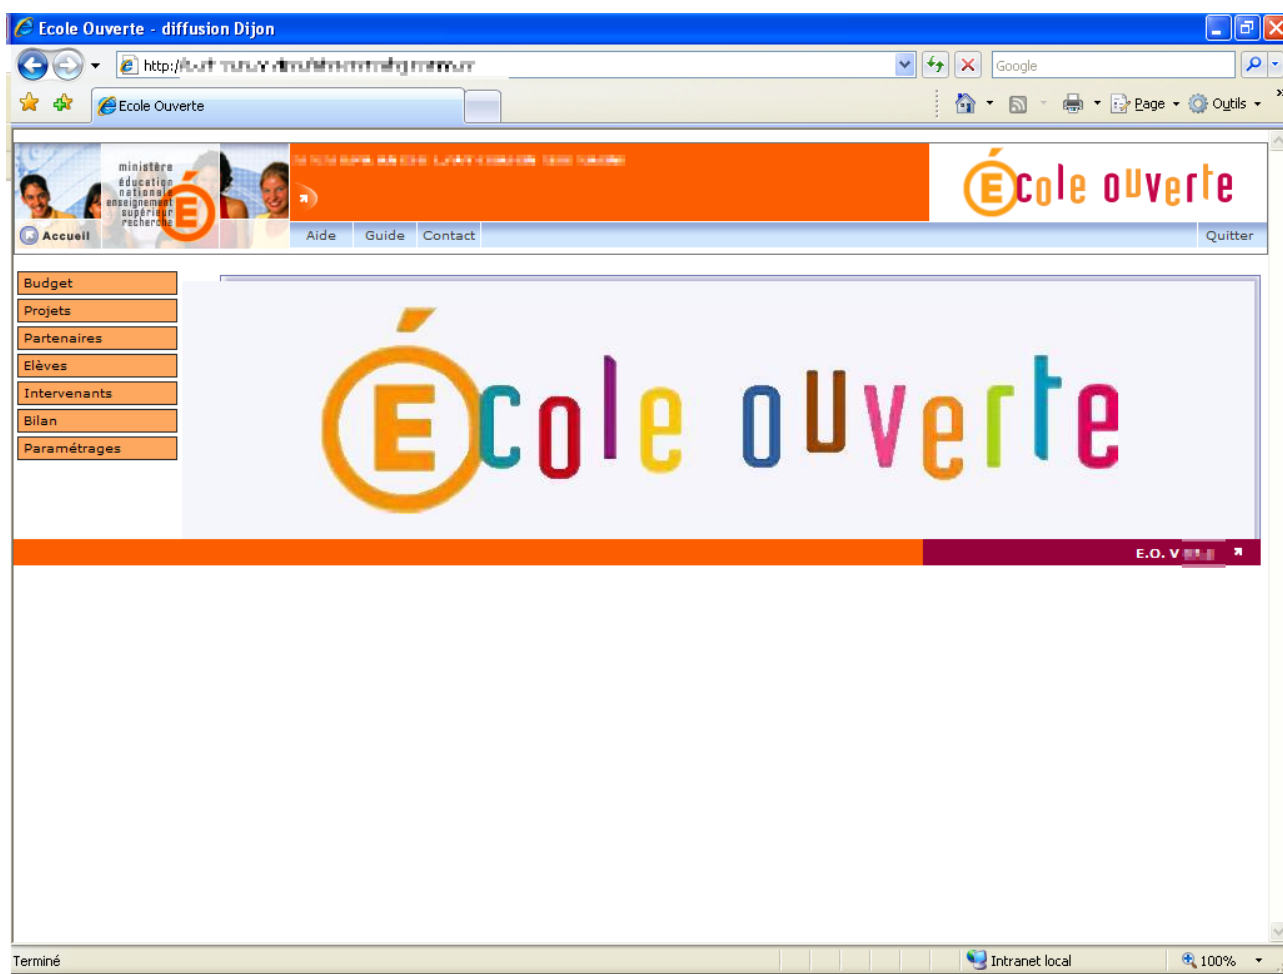 Ecole Ouverte - diffusion Dijon
http:/
Google
Ecole Ouverte
Page
Outils
ministère
éducation
nationale
enseignement
supérieur
recherche
École ouverte
Accueil
Aide Guide Contact
Quitter
Budget
Projets
Partenaires
Elèves
Intervenants
Bilan
Paramétrages
École ouverte
E.O. V
Terminé
Intranet local
100%